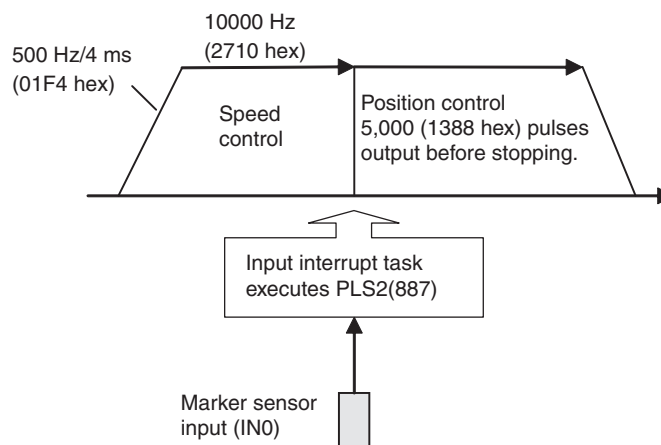 10000 Hz
(2710 hex)
500 Hz/4 ms
(01F4 hex)
Speed
control
Position control
5,000 (1388 hex) pulses
output before stopping.
Input interrupt task
executes PLS2(887)
Marker sensor
input (IN0)